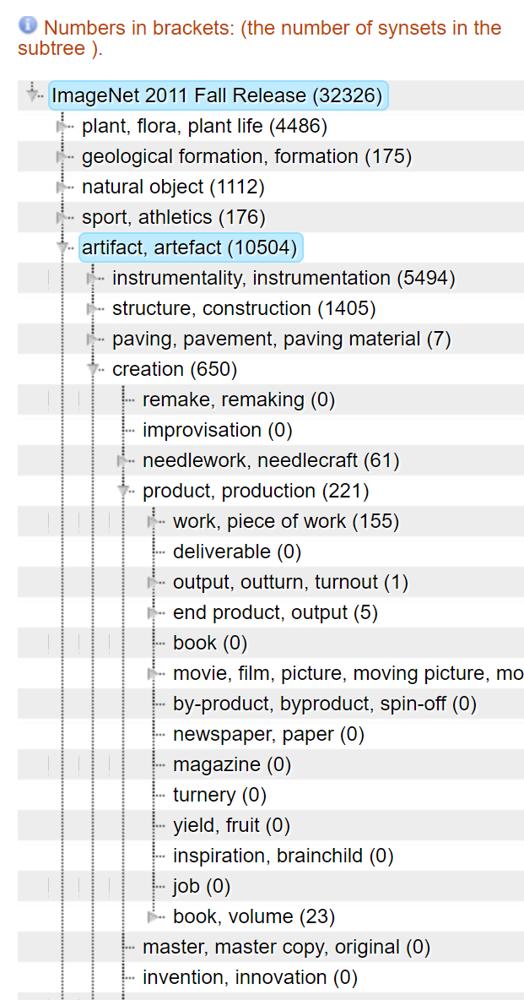 Numbers in brackets: (the number of synsets in the
subtree ).
ImageNet 2011 Fall Release (32326)
plant, flora, plant life (4486)
geological formation, formation (175)
natural object (1112)
sport, athletics (176)
artifact, artefact (10504)
instrumentality, instrumentation (5494)
structure, construction (1405)
paving, pavement, paving material (7)
creation (650)
remake, remaking (0)
improvisation (0)
needlework, needlecraft (61)
product, production (221)
work, piece of work (155)
deliverable (0)
output, outturn, turnout (1)
end product, output (5)
book (0)
movie, film, picture, moving picture, mo
by-product, byproduct, spin-off (0)
newspaper, paper (0)
magazine (0)
turnery (0)
yield, fruit (0)
inspiration, brainchild (0)
job (0)
book, volume (23)
master, master copy, original (0)
invention, innovation (0)